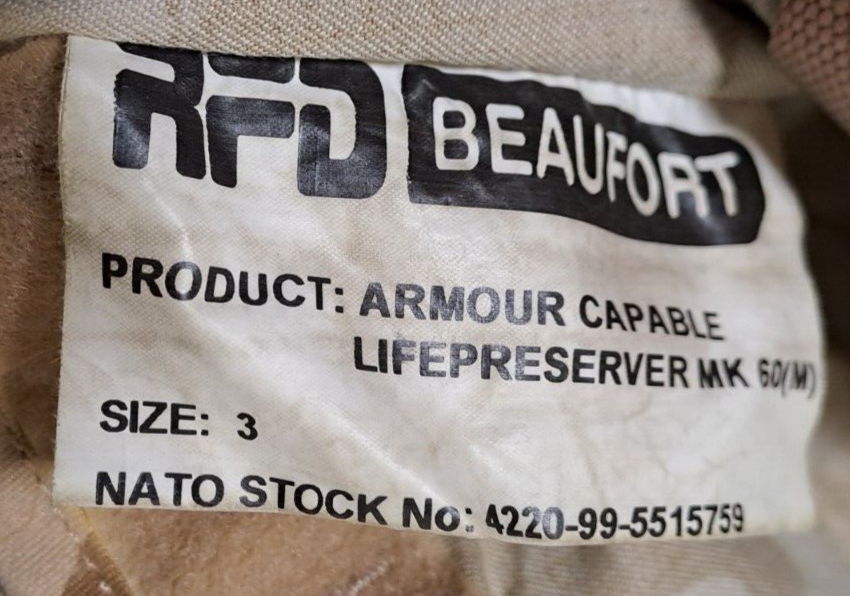 RFD BEAUFORT
PRODUCT: ARMOUR CAPABLE
LIFEPRESERVER MK 60(M)
SIZE: 3
NATO STOCK No: 4220-99-5515759